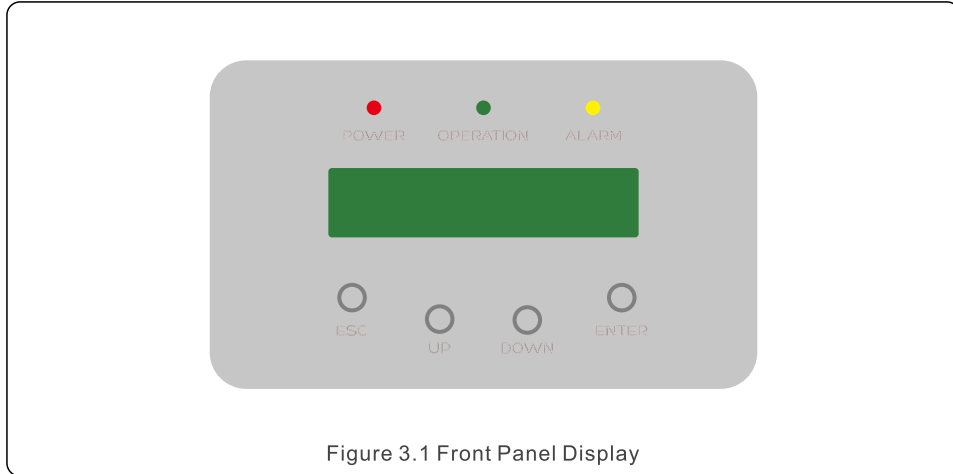 POWER OPERATION ALARM
ESC UP DOWN ENTER
Figure 3.1 Front Panel Display